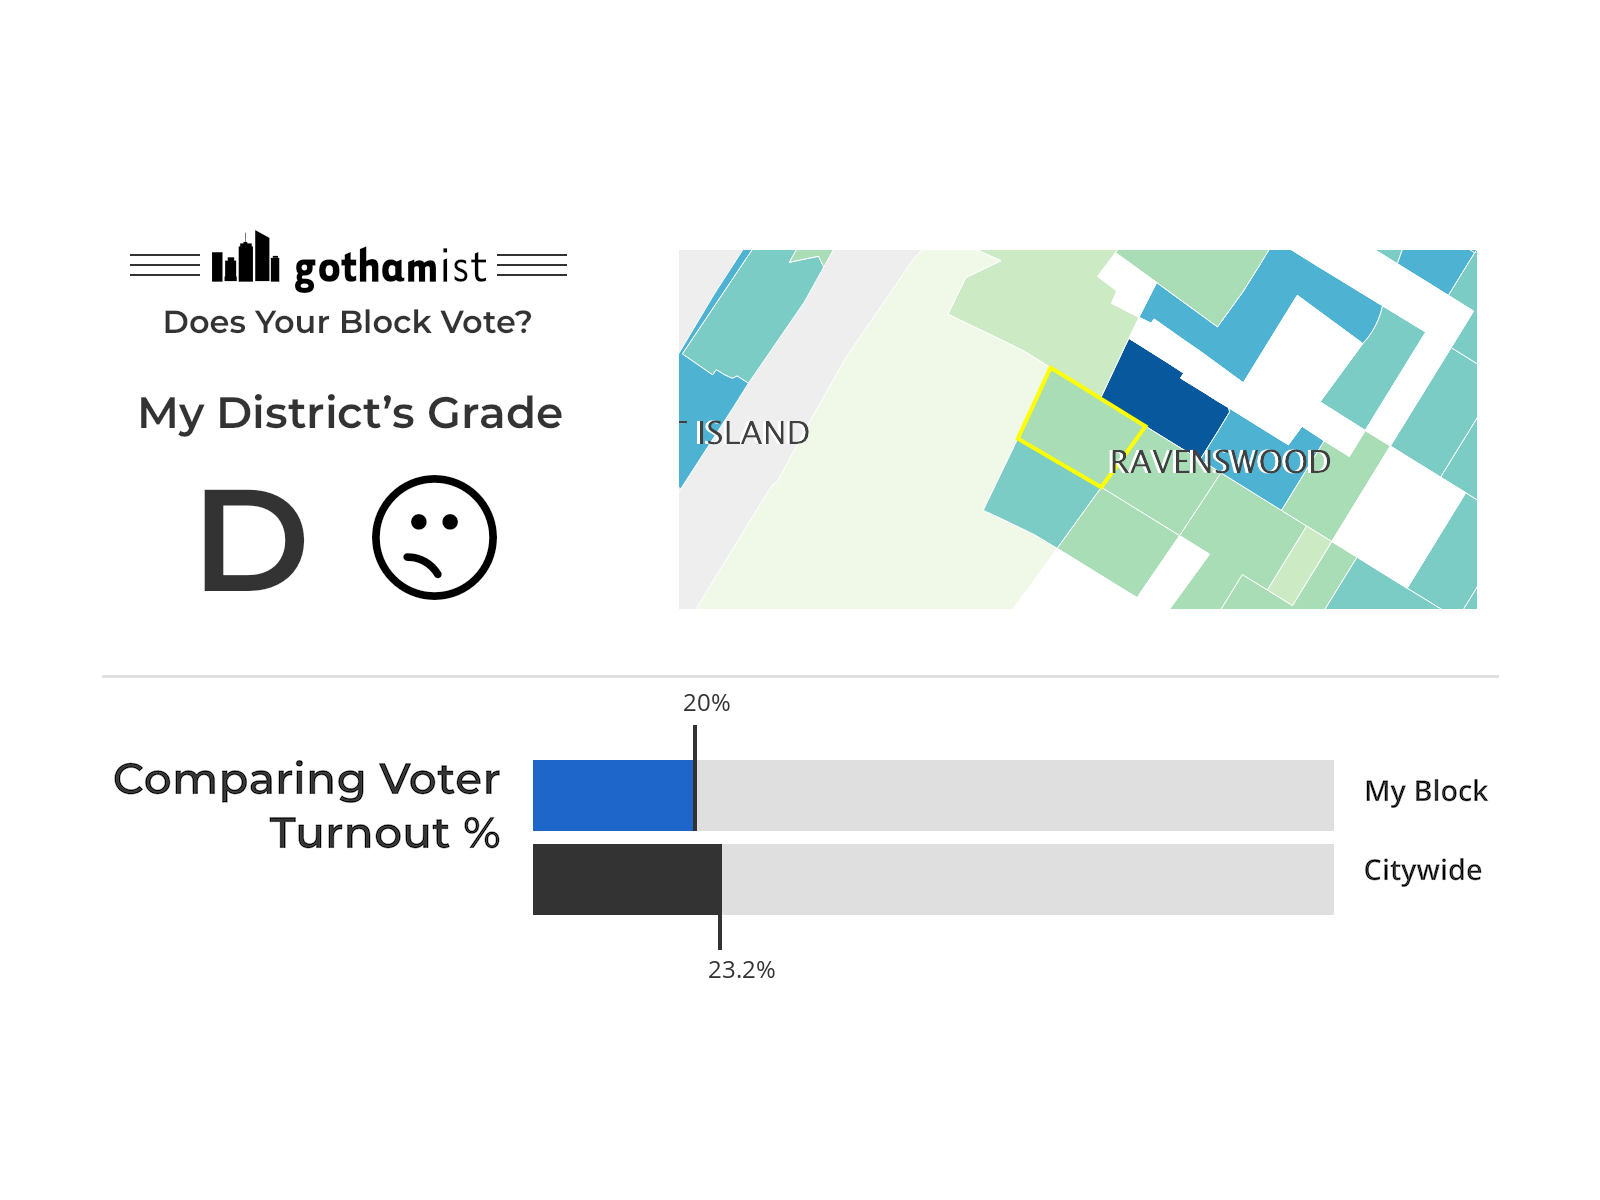 gothamist
Does Your Block Vote?
My District’s Grade
D
T ISLAND
RAVENSWOOD
20%
Comparing Voter
Turnout %
My Block
Citywide
23.2%